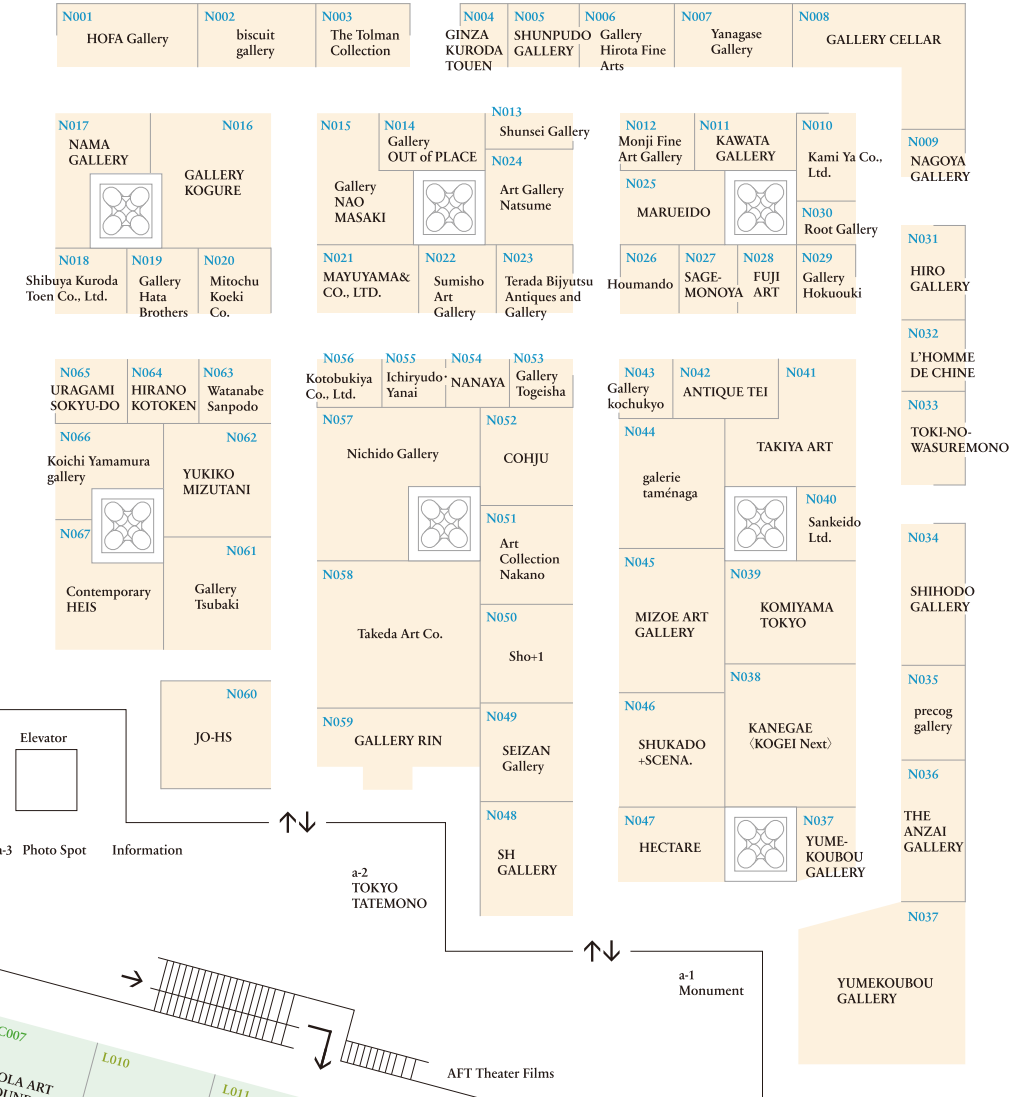 N001
HOFA Gallery
N002
biscuit
gallery
N003
The Tolman
Collection
N004
GINZA
KURODA
TOUEN
N005
SHUNPUDO
GALLERY
N006
Gallery
Hirota Fine
Arts
N007
Yanagase
Gallery
N008
GALLERY CELLAR
N009
NAGOYA
GALLERY
N017
NAMA
GALLERY
N016
GALLERY
KOGURE
N018
Shibuya Kuroda
Toen Co., Ltd.
N019
Gallery
Hata
Brothers
N020
Mitochu
Koeki
Co.
N015
Gallery
NAO
MASAKI
N014
Gallery
OUT of PLACE
N013
Shunsei Gallery
N024
Art Gallery
Natsume
N021
MAYUYAMA&
CO., LTD.
N022
Sumisho
Art
Gallery
N023
Terada Bijyutsu
Antiques and
Gallery
N012
Monji Fine
Art Gallery
N011
KAWATA
GALLERY
N010
Kami Ya Co.,
Ltd.
N025
MARUEIDO
N030
Root Gallery
N026
Houmando
N027
SAGE-
MONOYA
N028
FUJI
ART
N029
Gallery
Hokuouki
N031
HIRO
GALLERY
N032
L'HOMME
DE CHINE
N033
TOKI-NO-
WASUREMONO
N065
URAGAMI
SOKYU-DO
N064
HIRANO
KOTOKEN
N063
Watanabe
Sanpodo
N066
Koichi Yamamura
gallery
N062
YUKIKO
MIZUTANI
N067
Contemporary
HEIS
N061
Gallery
Tsubaki
N060
JO-HS
N056
Kotobukiya
Co., Ltd.
N055
Ichiryudo·
Yanai
N054
NANAYA
N053
Gallery
Togeisha
N057
Nichido Gallery
N052
COHJU
N051
Art
Collection
Nakano
N058
Takeda Art Co.
N050
Sho+1
N059
GALLERY RIN
N049
SEIZAN
Gallery
N048
SH
GALLERY
N043
Gallery
kochukyo
N042
ANTIQUE TEI
N041
TAKIYA ART
N044
galerie
taménaga
N040
Sankeido
Ltd.
N045
MIZOE ART
GALLERY
N039
KOMIYAMA
TOKYO
N046
SHUKADO
+SCENA.
N038
KANEGAE
〈KOGEI Next〉
N047
HECTARE
N037
YUME-
KOUBOU
GALLERY
N034
SHIHODO
GALLERY
N035
precog
gallery
N036
THE
ANZAI
GALLERY
N037
YUMEKOUBOU
GALLERY
Elevator
a-3 Photo Spot
Information
a-2
TOKYO
TATEMONO
a-1
Monument
AFT Theater Films
C007
OLA ART
L010
L011